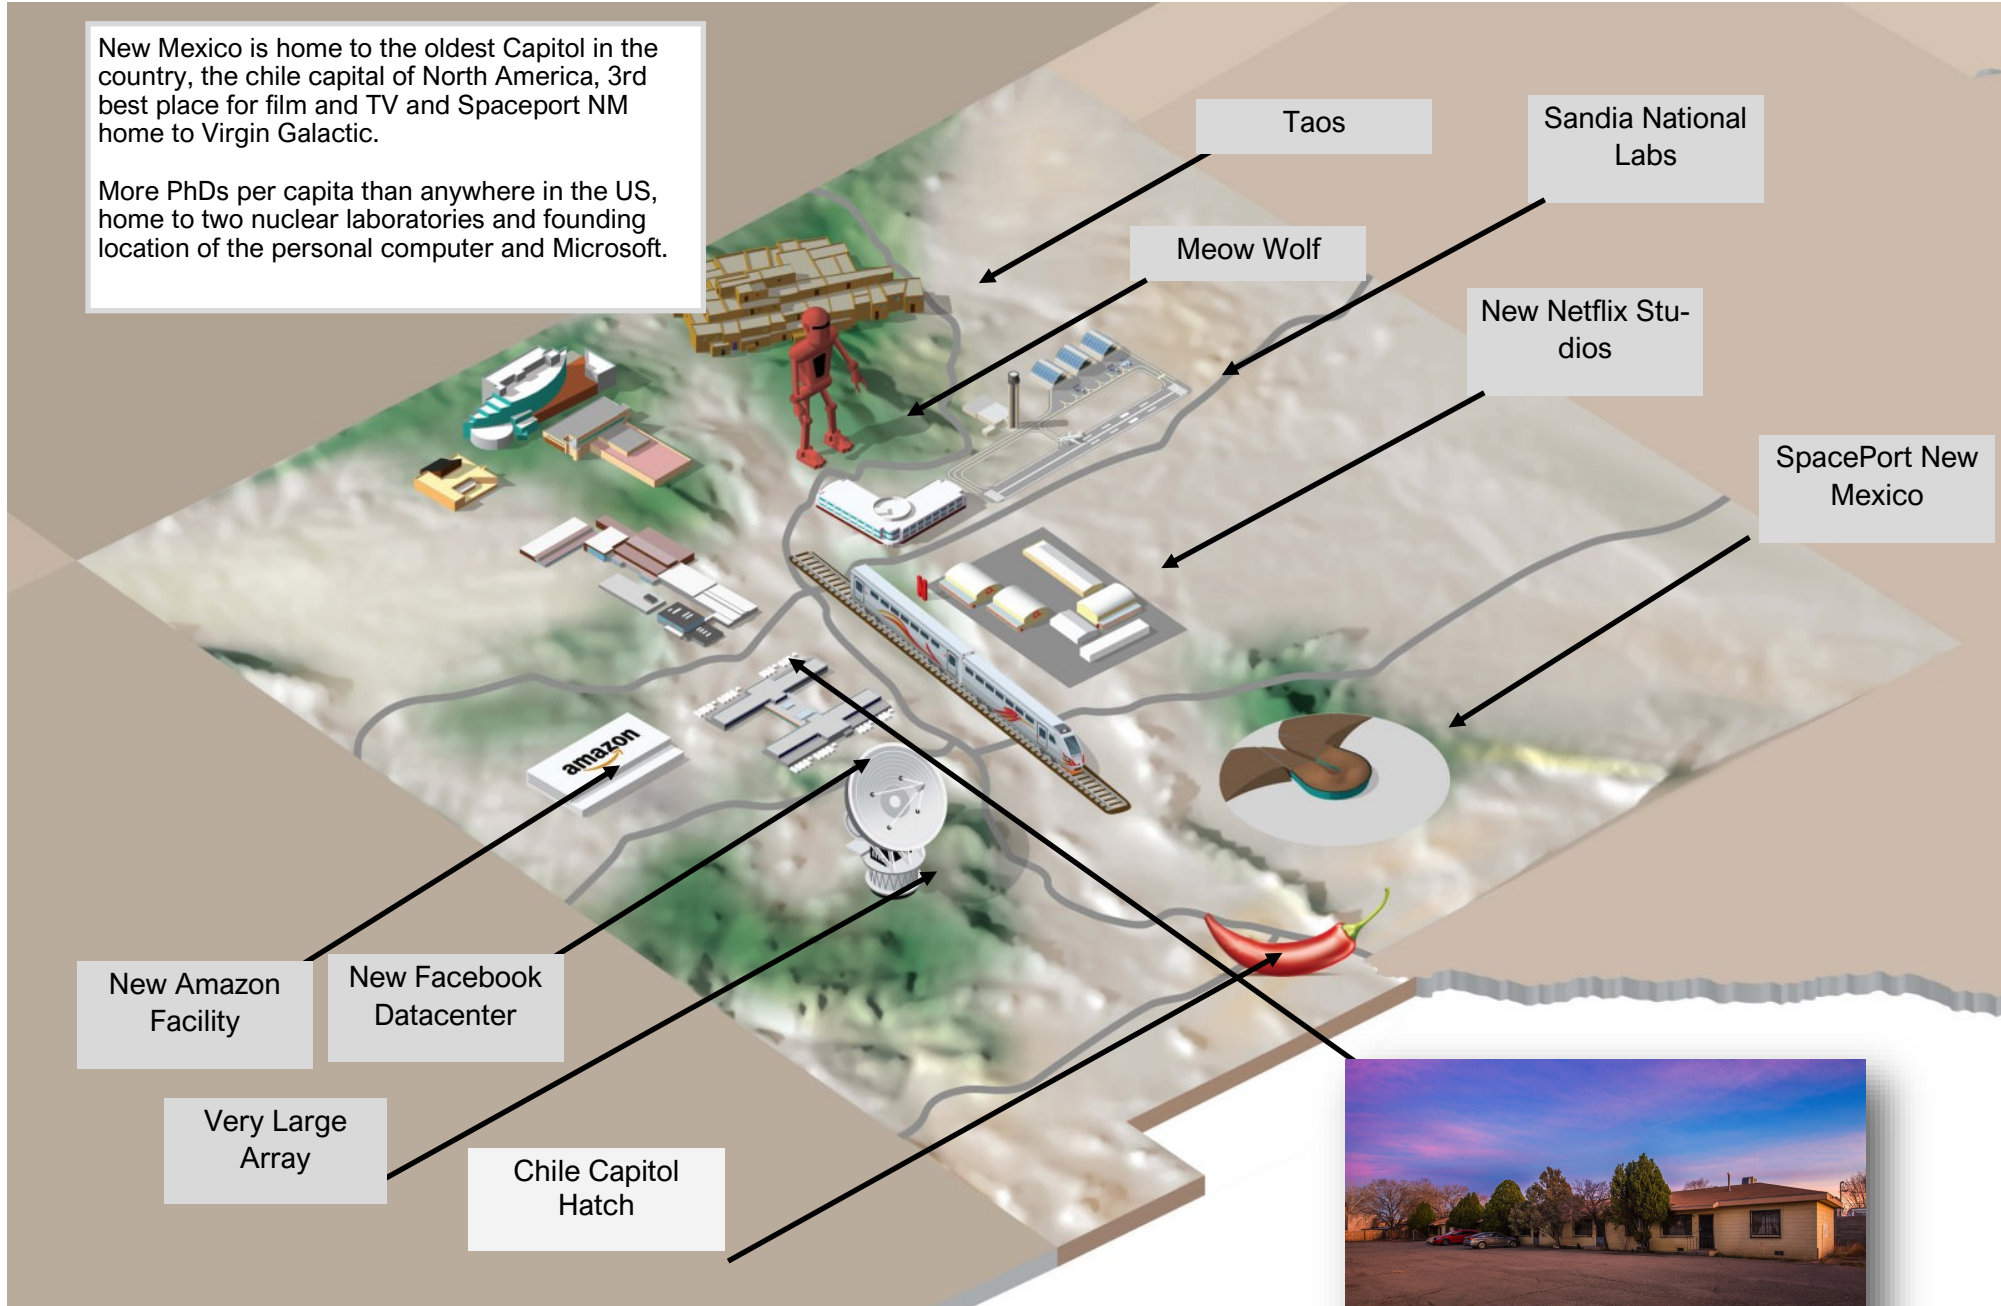 New Mexico is home to the oldest Capitol in the
country, the chile capital of North America, 3rd
best place for film and TV and Spaceport NM
home to Virgin Galactic.
More PhDs per capita than anywhere in the US,
home to two nuclear laboratories and founding
location of the personal computer and Microsoft.
Taos
Sandia National
Labs
Meow Wolf
New Netflix Stu-
dios
SpacePort New
Mexico
N
amazon
New Amazon
Facility
New Facebook
Datacenter
Very Large
Array
Chile Capitol
Hatch